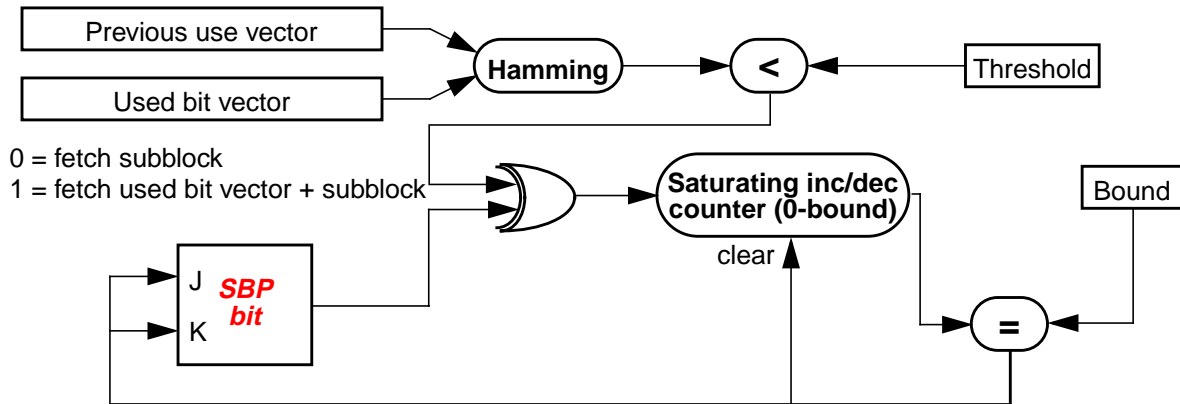 Previous use vector
Hamming
<
Threshold
Used bit vector
0 = fetch subblock
1 = fetch used bit vector + subblock
Saturating inc/dec
counter (0-bound)
Bound
clear
J
SBP
bit
K
=